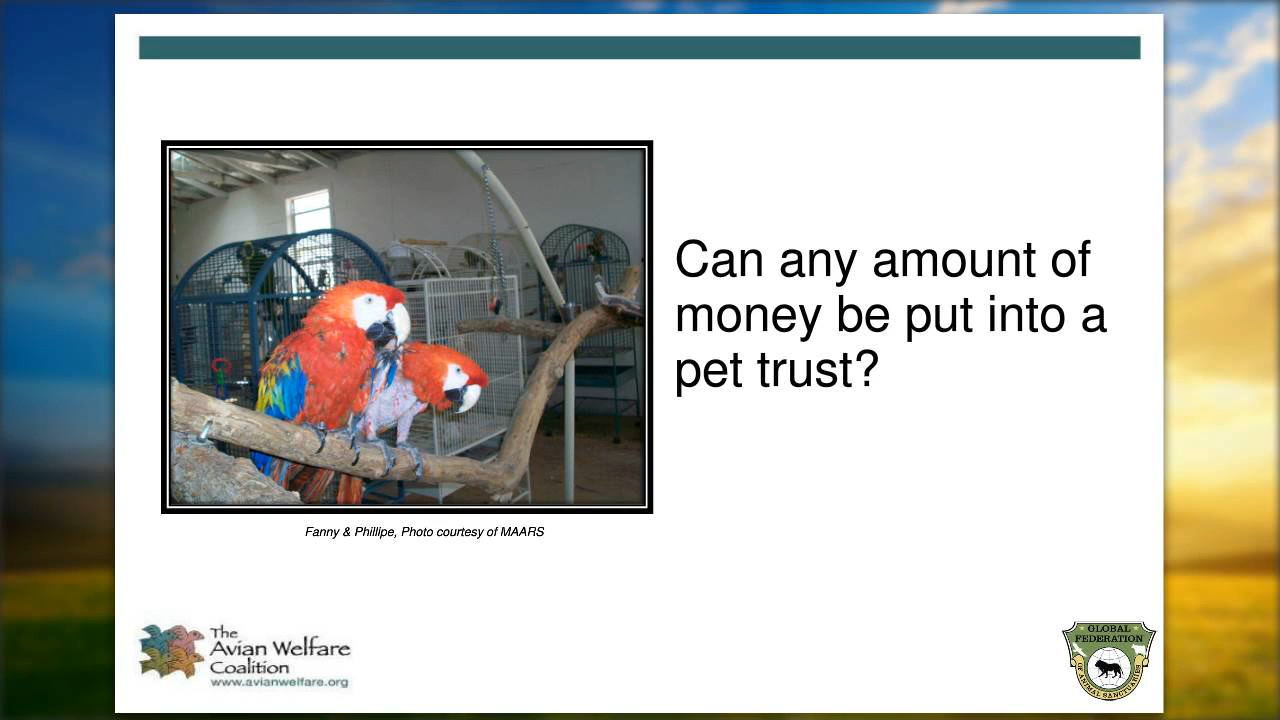 Can any amount of
money be put into a
pet trust?
Fanny & Phillipe, Photo courtesy of MAARS
The
Avian Welfare
Coalition
www.avianwelfare.org
GLOBAL
FEDERATION
OF ANIMAL SANCTUARIES